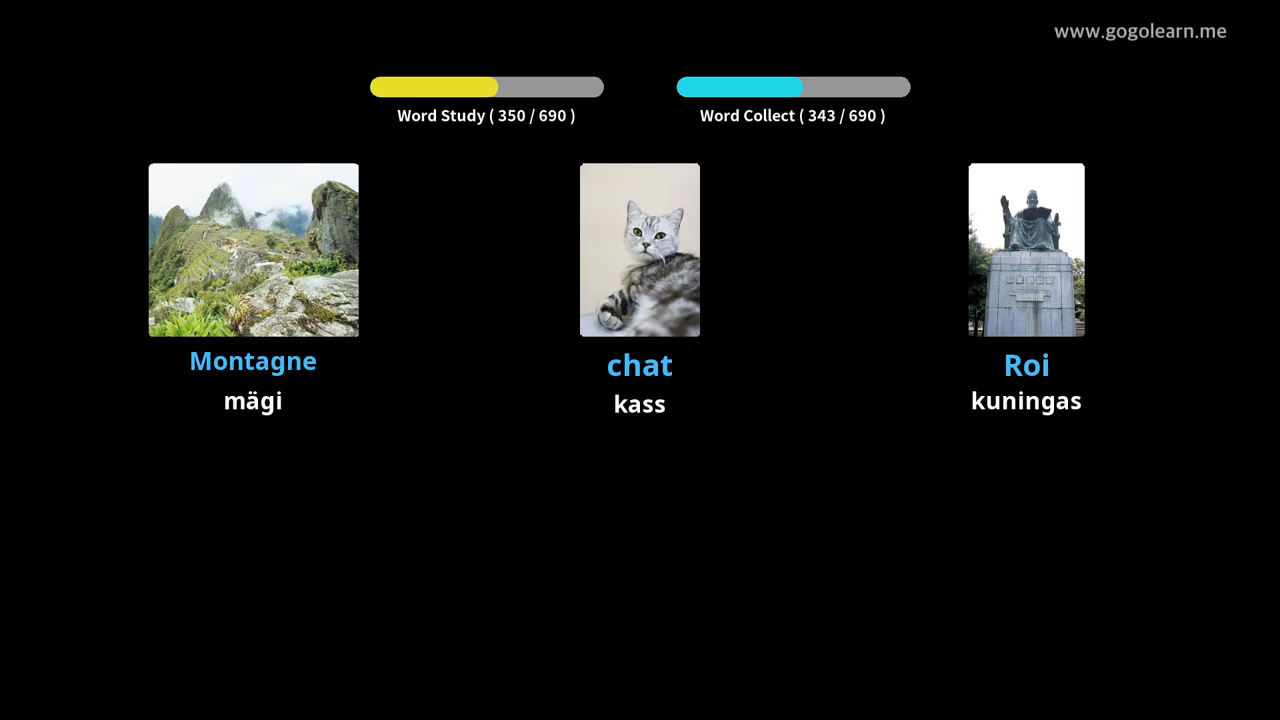 www.gogolearn.me
Word Study ( 350 / 690 )
Word Collect ( 343 / 690 )
Montagne
mägi
chat
kass
Roi
kuningas